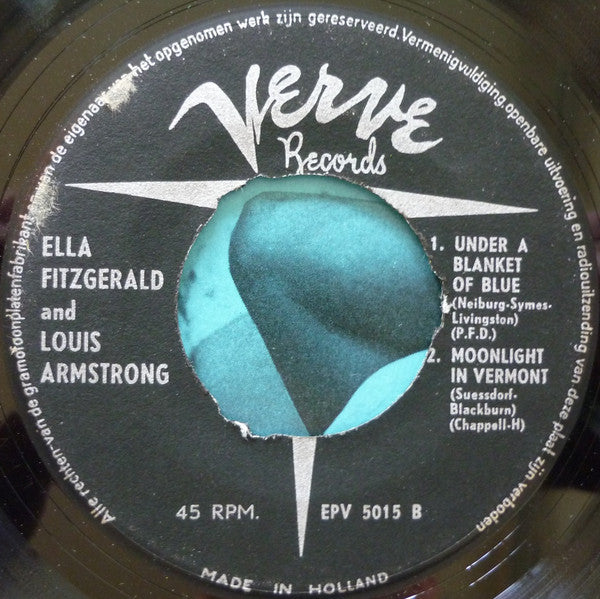 Alle rechten van de gramofoonplatenfabrikant en van de eigenaar van het opgenomen werk zijn gereserveerd. Vermenigvuldiging, openbare uitvoering en radiouitzending van deze plaat zijn verboden
Verve
Records
ELLA
FITZGERALD
and
LOUIS
ARMSTRONG
1. UNDER A
BLANKET
OF BLUE
(Neiburg-Symes-
Livingston)
(P.F.D.)
2. MOONLIGHT
IN VERMONT
(Suessdorf-
Blackburn)
(Chappell-H)
45 RPM.
EPV 5015 B
MADE IN HOLLAND